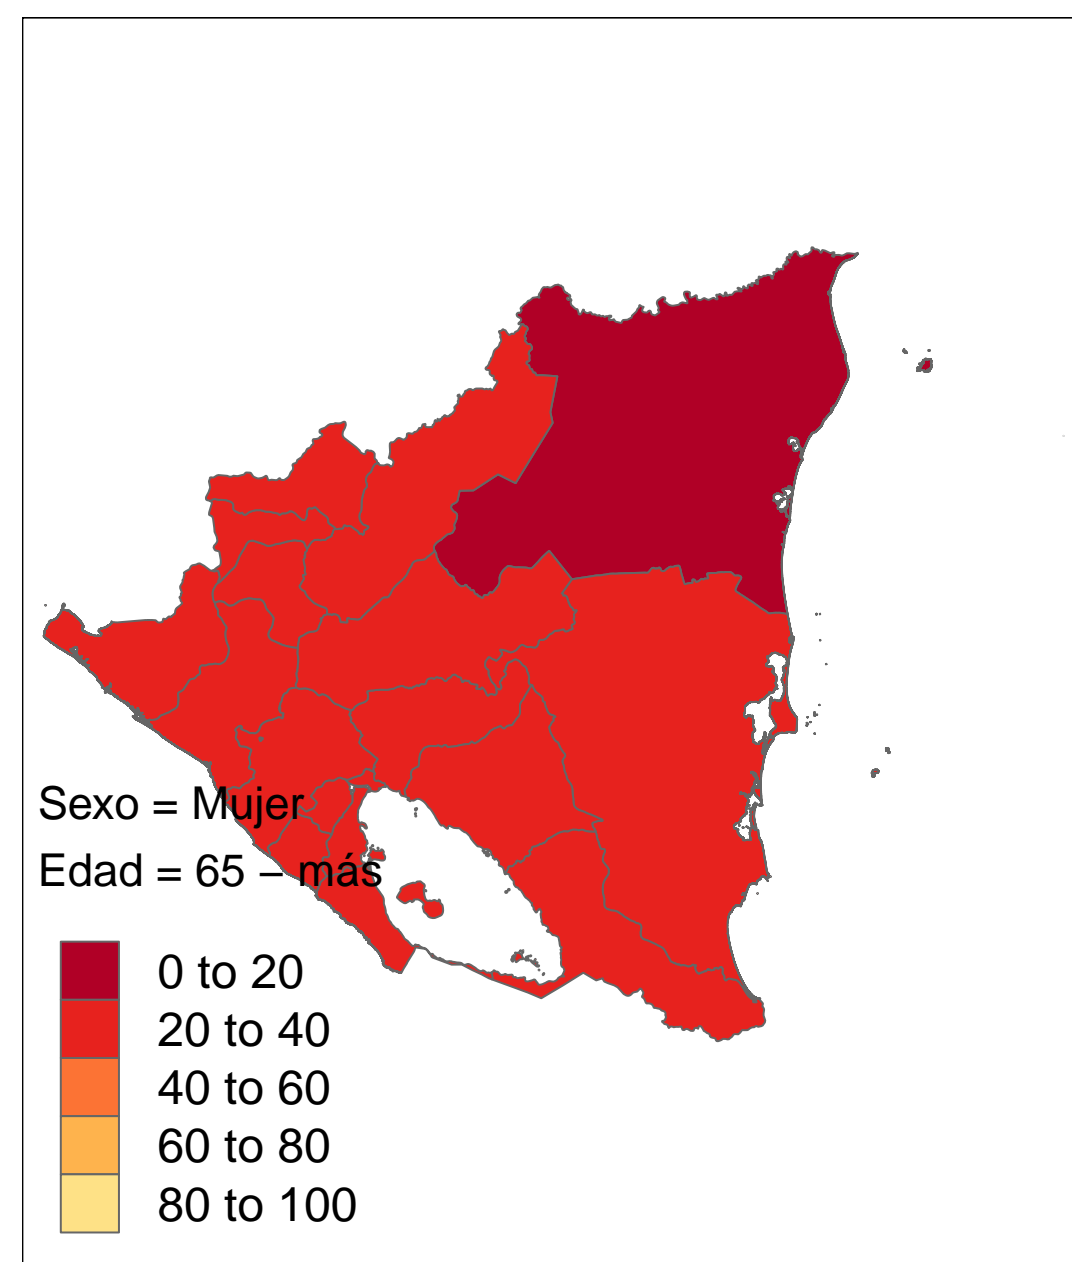 Sexo = Mujer
Edad = 65 – más
0 to 20
20 to 40
40 to 60
60 to 80
80 to 100